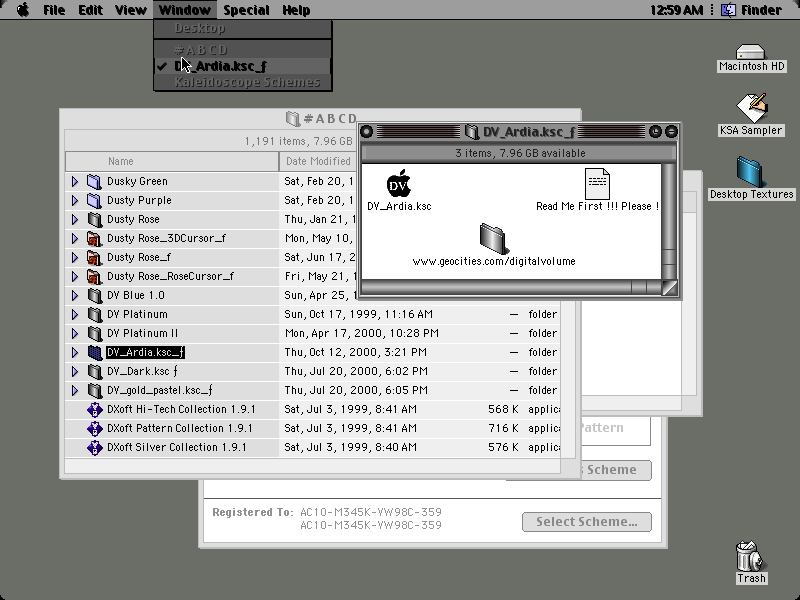 File Edit View Window Special Help 12:59 AM Finder
Desktop
#ABCD
DV_Ardia.ksc_ƒ
Kaleidoscope Schemes
Macintosh HD
KSA Sampler
Desktop Textures
Trash
#ABCD
1,191 items, 7.96 GB
Name Date Modified
Dusky Green Sat, Feb 20, 1
Dusty Purple Sat, Feb 20, 1
Dusty Rose Thu, Jan 21, 1
Dusty Rose_3DCursor_f Mon, May 10,
Dusty Rose_f Sat, Jun 17, 2
Dusty Rose_RoseCursor_f Fri, May 21, 1
DV Blue 1.0 Sun, Apr 25, 1
DV Platinum Sun, Oct 17, 1999, 11:16 AM — folder
DV Platinum II Mon, Apr 17, 2000, 10:28 PM — folder
DV_Ardia.ksc_ƒ Thu, Oct 12, 2000, 3:21 PM — folder
DV_Dark.ksc ƒ Thu, Jul 20, 2000, 6:02 PM — folder
DV_gold_pastel.ksc_ƒ Thu, Jul 20, 2000, 6:05 PM — folder
DXoft Hi-Tech Collection 1.9.1 Sat, Jul 3, 1999, 8:41 AM 568 K applica
DXoft Pattern Collection 1.9.1 Sat, Jul 3, 1999, 8:41 AM 716 K applica
DXoft Silver Collection 1.9.1 Sat, Jul 3, 1999, 8:40 AM 576 K applica
DV_Ardia.ksc_ƒ
3 items, 7.96 GB available
DV
DV_Ardia.ksc
Read Me First !!! Please !
www.geocities.com/digitalvolume
Pattern
Scheme
Registered To: AC10-M345K-YW98C-359
AC10-M345K-YW98C-359
Select Scheme...